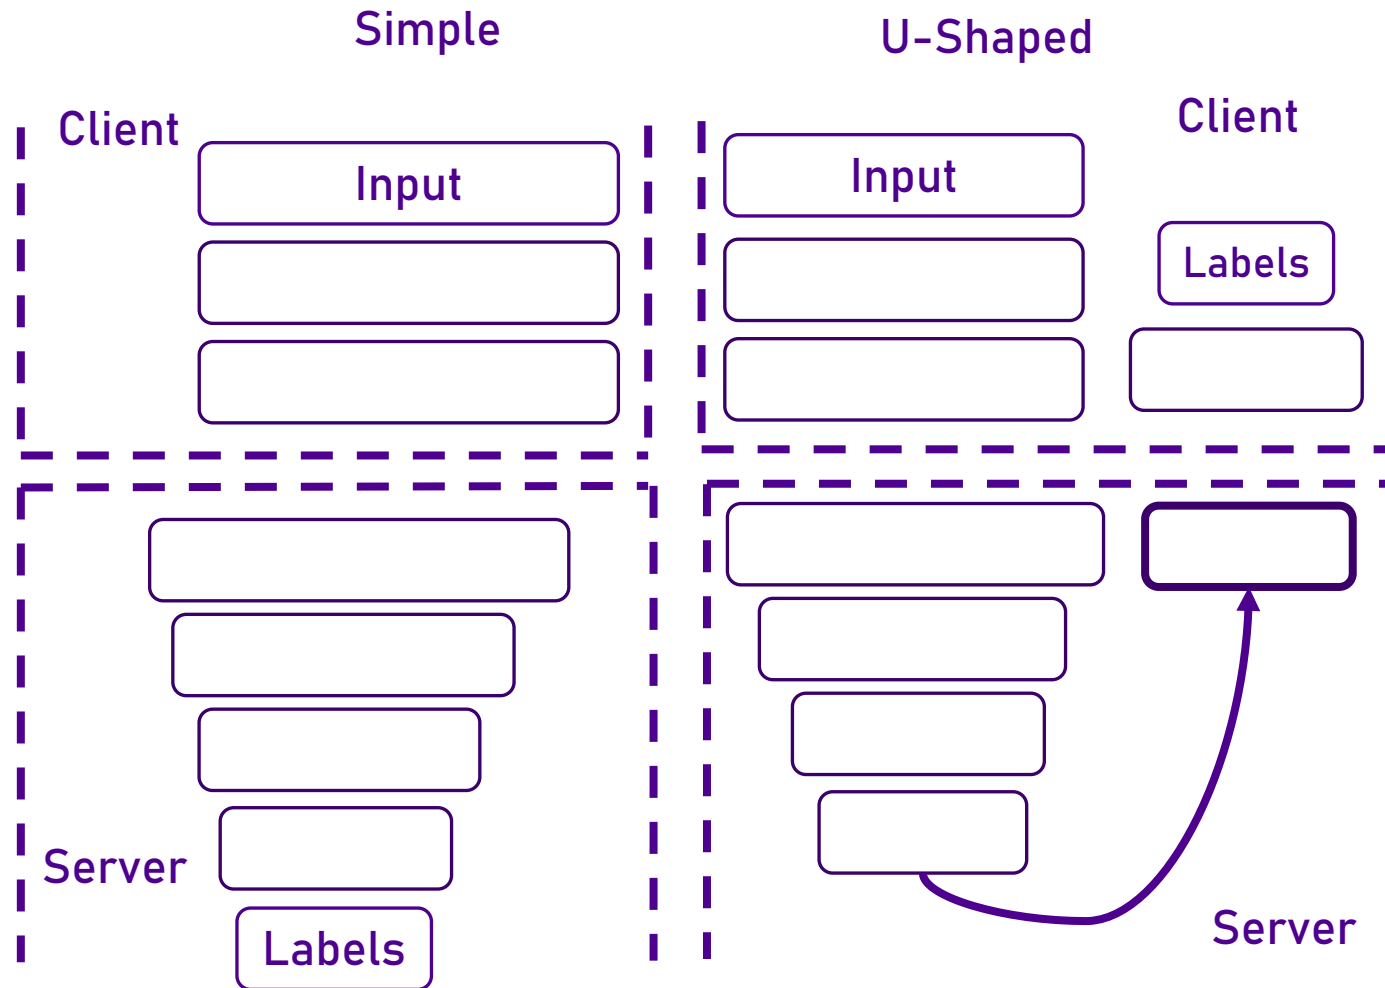 Simple
Client
Input
Server
Labels
U-Shaped
Client
Input
Labels
Server